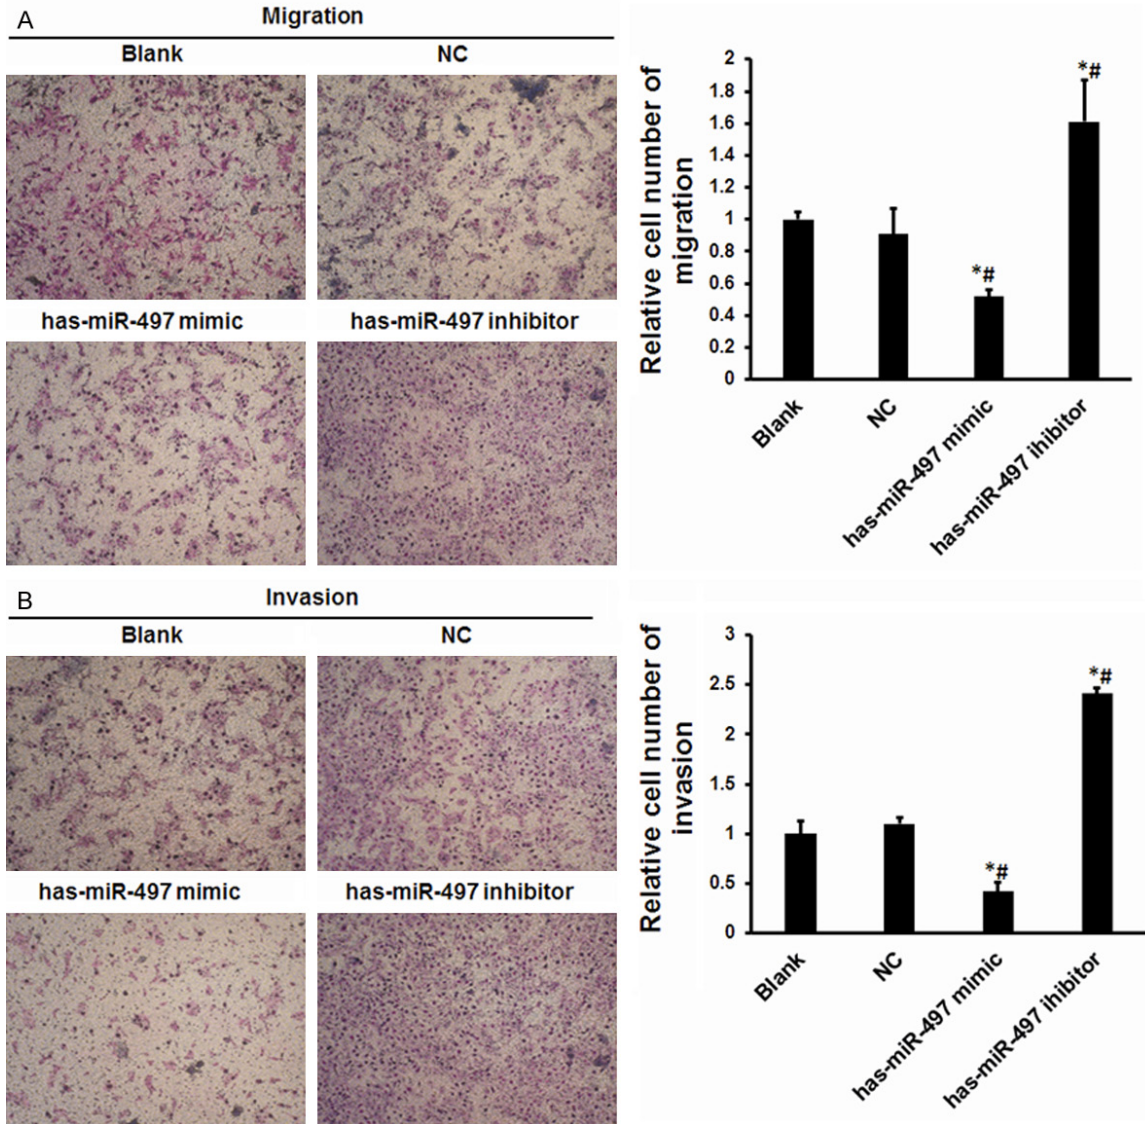 A
Migration
Blank
NC
has-miR-497 mimic
has-miR-497 inhibitor
Relative cell number of
migration
2
1.8
1.6
1.4
1.2
1
0.8
0.6
0.4
0.2
0
*#
*#
Blank
NC
has-miR-497 mimic
has-miR-497 ihibitor
B
Invasion
Blank
NC
has-miR-497 mimic
has-miR-497 inhibitor
Relative cell number of
invasion
3
2.5
2
1.5
1
0.5
0
*#
*#
Blank
NC
has-miR-497 mimic
has-miR-497 ihibitor